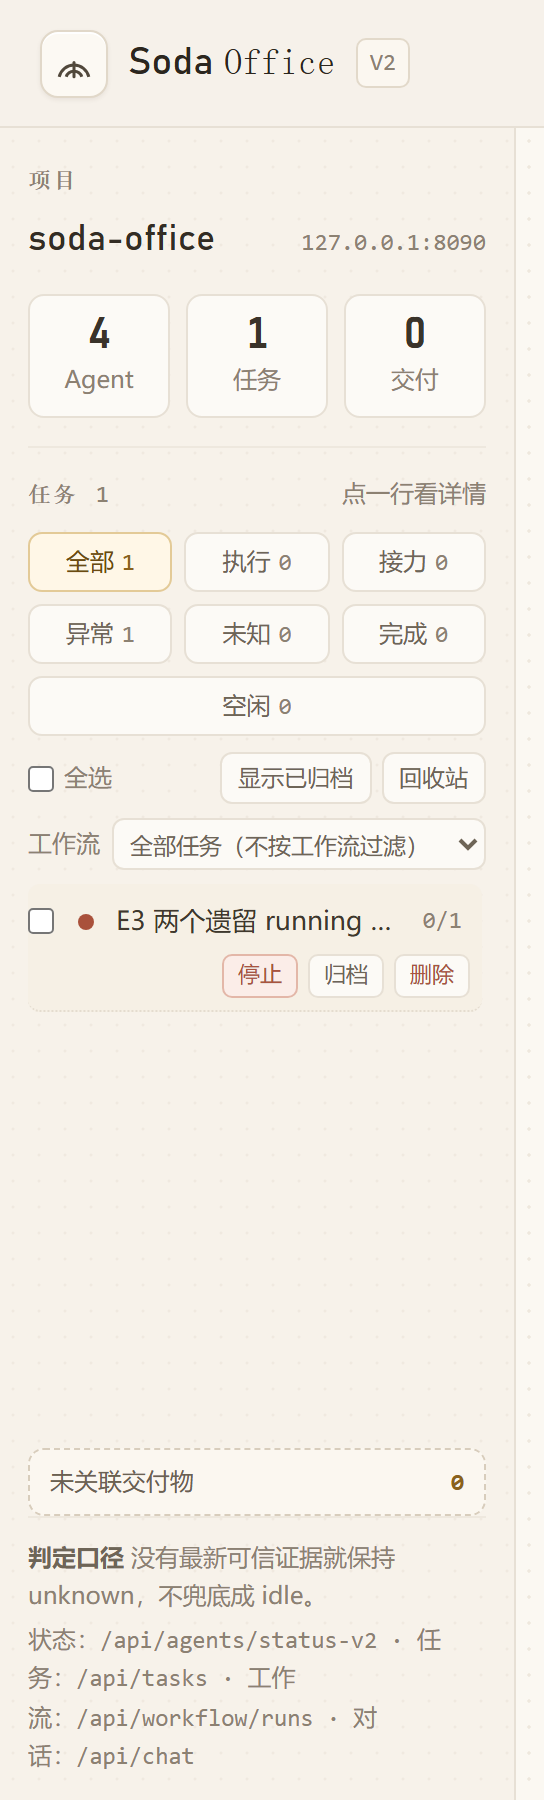 Soda Office V2
项目
soda-office 127.0.0.1:8090
4 1 0
Agent 任务 交付
任务 1 点一行看详情
全部 1 执行 0 接力 0
异常 1 未知 0 完成 0
空闲 0
全选 显示已归档 回收站
工作流 全部任务（不按工作流过滤）
E3 两个遗留 running ... 0/1
停止 归档 删除
未关联交付物 0
判定口径 没有最新可信证据就保持
unknown，不兜底成 idle。
状态：/api/agents/status-v2 · 任
务：/api/tasks · 工作
流：/api/workflow/runs · 对
话：/api/chat